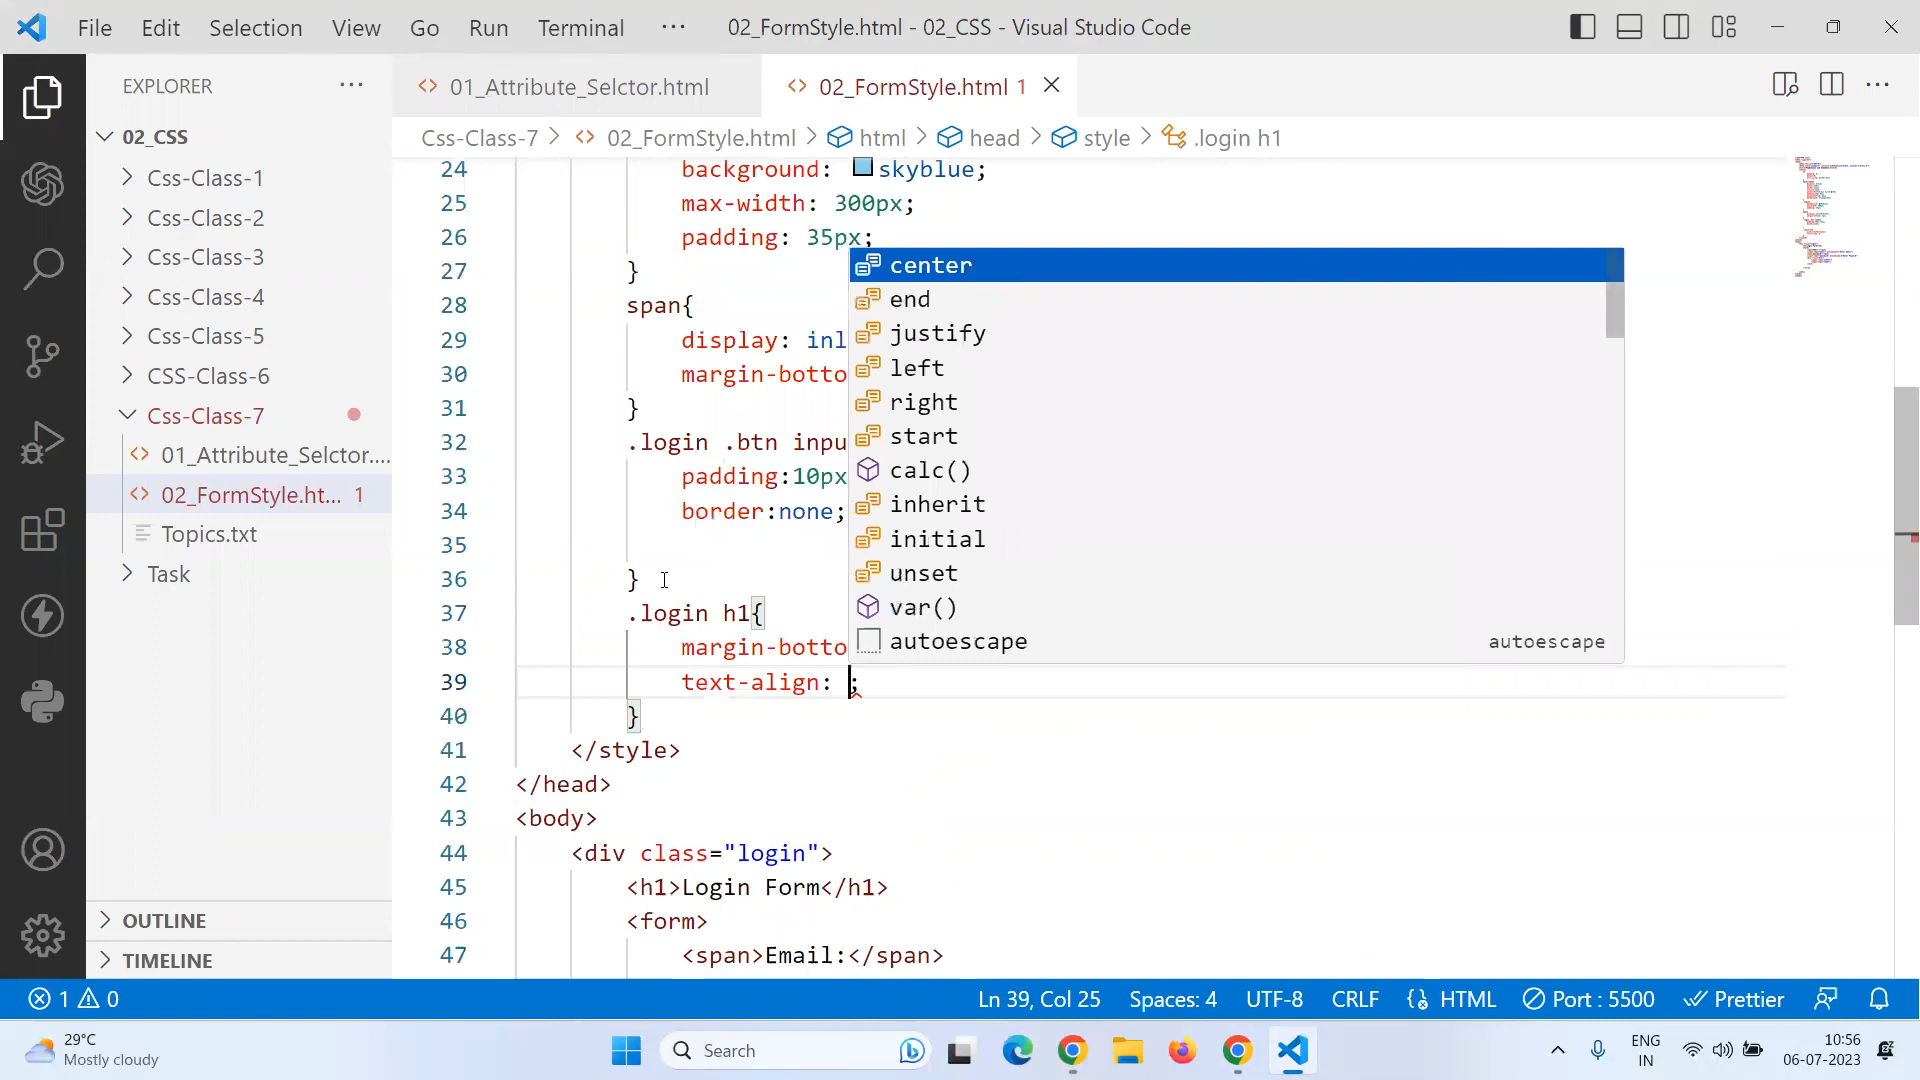 File Edit Selection View Go Run Terminal ··· 02_FormStyle.html - 02_CSS - Visual Studio Code
EXPLORER ···
01_Attribute_Selctor.html
02_FormStyle.html 1
02_CSS
Css-Class-7 > 02_FormStyle.html > html > head > style > .login h1
Css-Class-1
Css-Class-2
Css-Class-3
Css-Class-4
Css-Class-5
CSS-Class-6
Css-Class-7
01_Attribute_Selctor....
02_FormStyle.ht... 1
Topics.txt
Task
OUTLINE
TIMELINE
24 background: skyblue;
25 max-width: 300px;
26 padding: 35px;
27 }
28 span{
29 display: inl
30 margin-botto
31 }
32 .login .btn inpu
33 padding:10px
34 border:none;
35
36 }
37 .login h1{
38 margin-botto
39 text-align: ;
40 }
41 </style>
42 </head>
43 <body>
44 <div class="login">
45 <h1>Login Form</h1>
46 <form>
47 <span>Email:</span>
center
end
justify
left
right
start
calc()
inherit
initial
unset
var()
autoescape autoescape
1 0 Ln 39, Col 25 Spaces: 4 UTF-8 CRLF HTML Port : 5500 Prettier
29°C
Mostly cloudy
Search
ENG
IN
10:56
06-07-2023